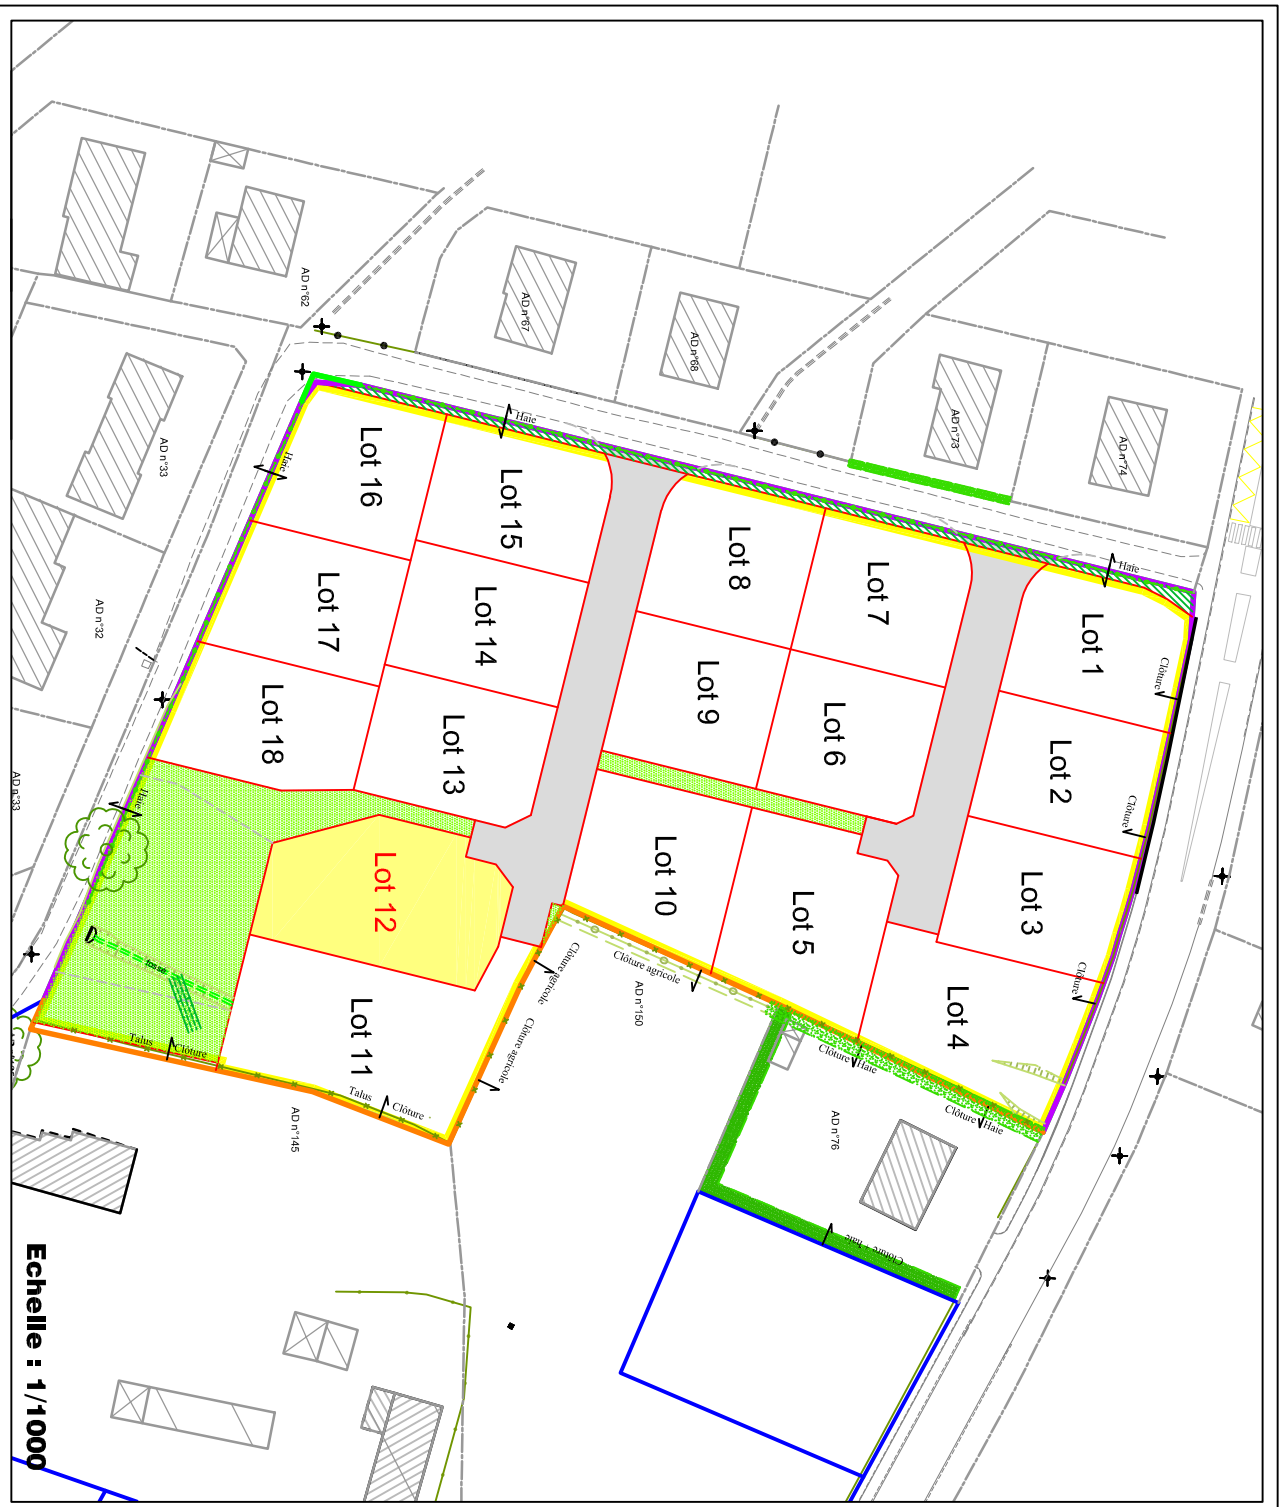 AD n°62
AD n°67
AD n°68
AD n°73
AD n°74
AD n°33
AD n°32
AD n°33
Haie
Haie
Haie
Haie
Lot 16
Lot 15
Lot 8
Lot 7
Lot 1
Clôture
Lot 17
Lot 14
Lot 9
Lot 6
Lot 2
Clôture
Lot 18
Lot 13
Lot 10
Lot 5
Lot 3
Clôture
Lot 12
Lot 11
Lot 4
fossé
Talus
Clôture
Talus
Clôture
Clôture agricole
Clôture agricole
Clôture agricole
AD n°150
Clôture
Haie
Clôture
Haie
AD n°76
AD n°145
Clôture + haie
Echelle : 1/1000